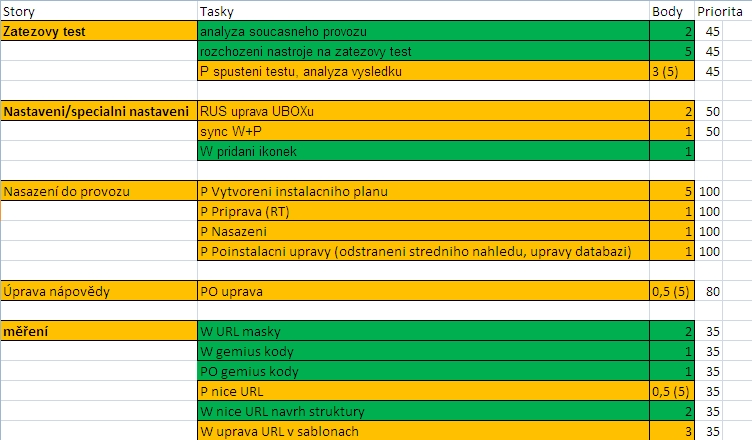 Story Tasky Body Priorita
Zatezovy test analyza soucasneho provozu 2 45
rozchozeni nastroje na zatezovy test 5 45
P spusteni testu, analyza vysledku 3 (5) 45
Nastaveni/specialni nastaveni RUS uprava UBOXu 2 50
sync W+P 1 50
W pridani ikonek 1
Nasazení do provozu P Vytvoreni instalacniho planu 5 100
P Priprava (RT) 1 100
P Nasazeni 1 100
P Poinstalacni upravy (odstraneni stredniho nahledu, upravy databazi) 1 100
Úprava nápovědy PO uprava 0,5 (5) 80
měření W URL masky 2 35
W gemius kody 1 35
PO gemius kody 1 35
P nice URL 0,5 (5) 35
W nice URL navrh struktury 2 35
W uprava URL v sablonach 3 35